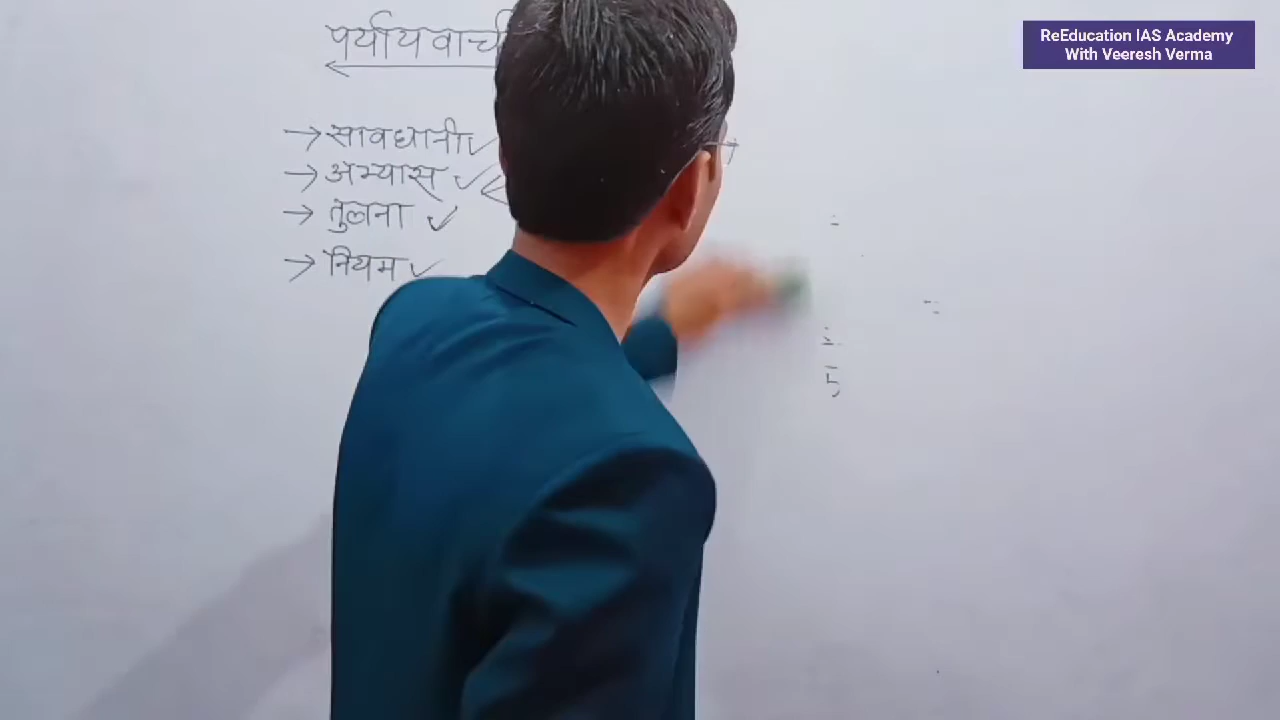 पर्यायवाची
→ सावधानी ✓
→ अभ्यास ✓
→ तुलना ✓
→ नियम ✓
ReEducation IAS Academy
With Veeresh Verma